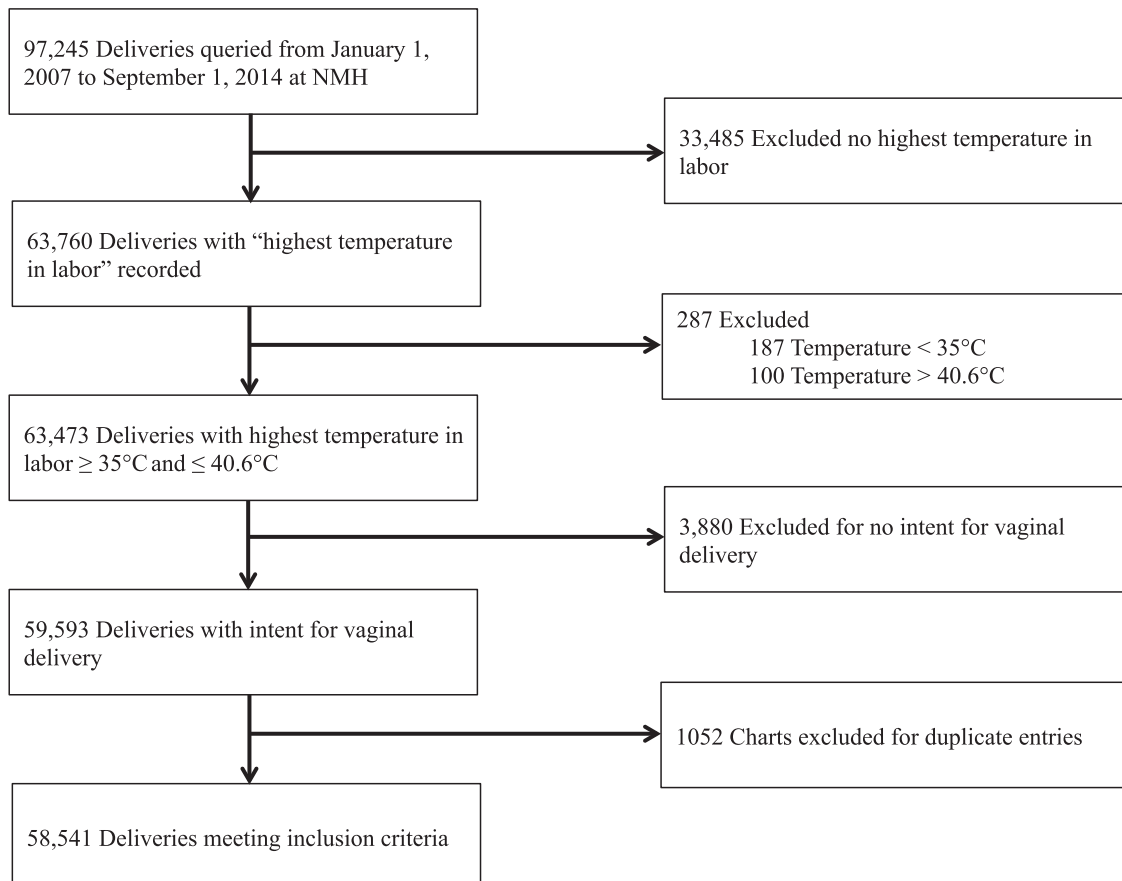 97,245 Deliveries queried from January 1,
2007 to September 1, 2014 at NMH
33,485 Excluded no highest temperature in
labor
63,760 Deliveries with “highest temperature
in labor” recorded
287 Excluded
187 Temperature < 35°C
100 Temperature > 40.6°C
63,473 Deliveries with highest temperature in
labor ≥ 35°C and ≤ 40.6°C
3,880 Excluded for no intent for vaginal
delivery
59,593 Deliveries with intent for vaginal
delivery
1052 Charts excluded for duplicate entries
58,541 Deliveries meeting inclusion criteria